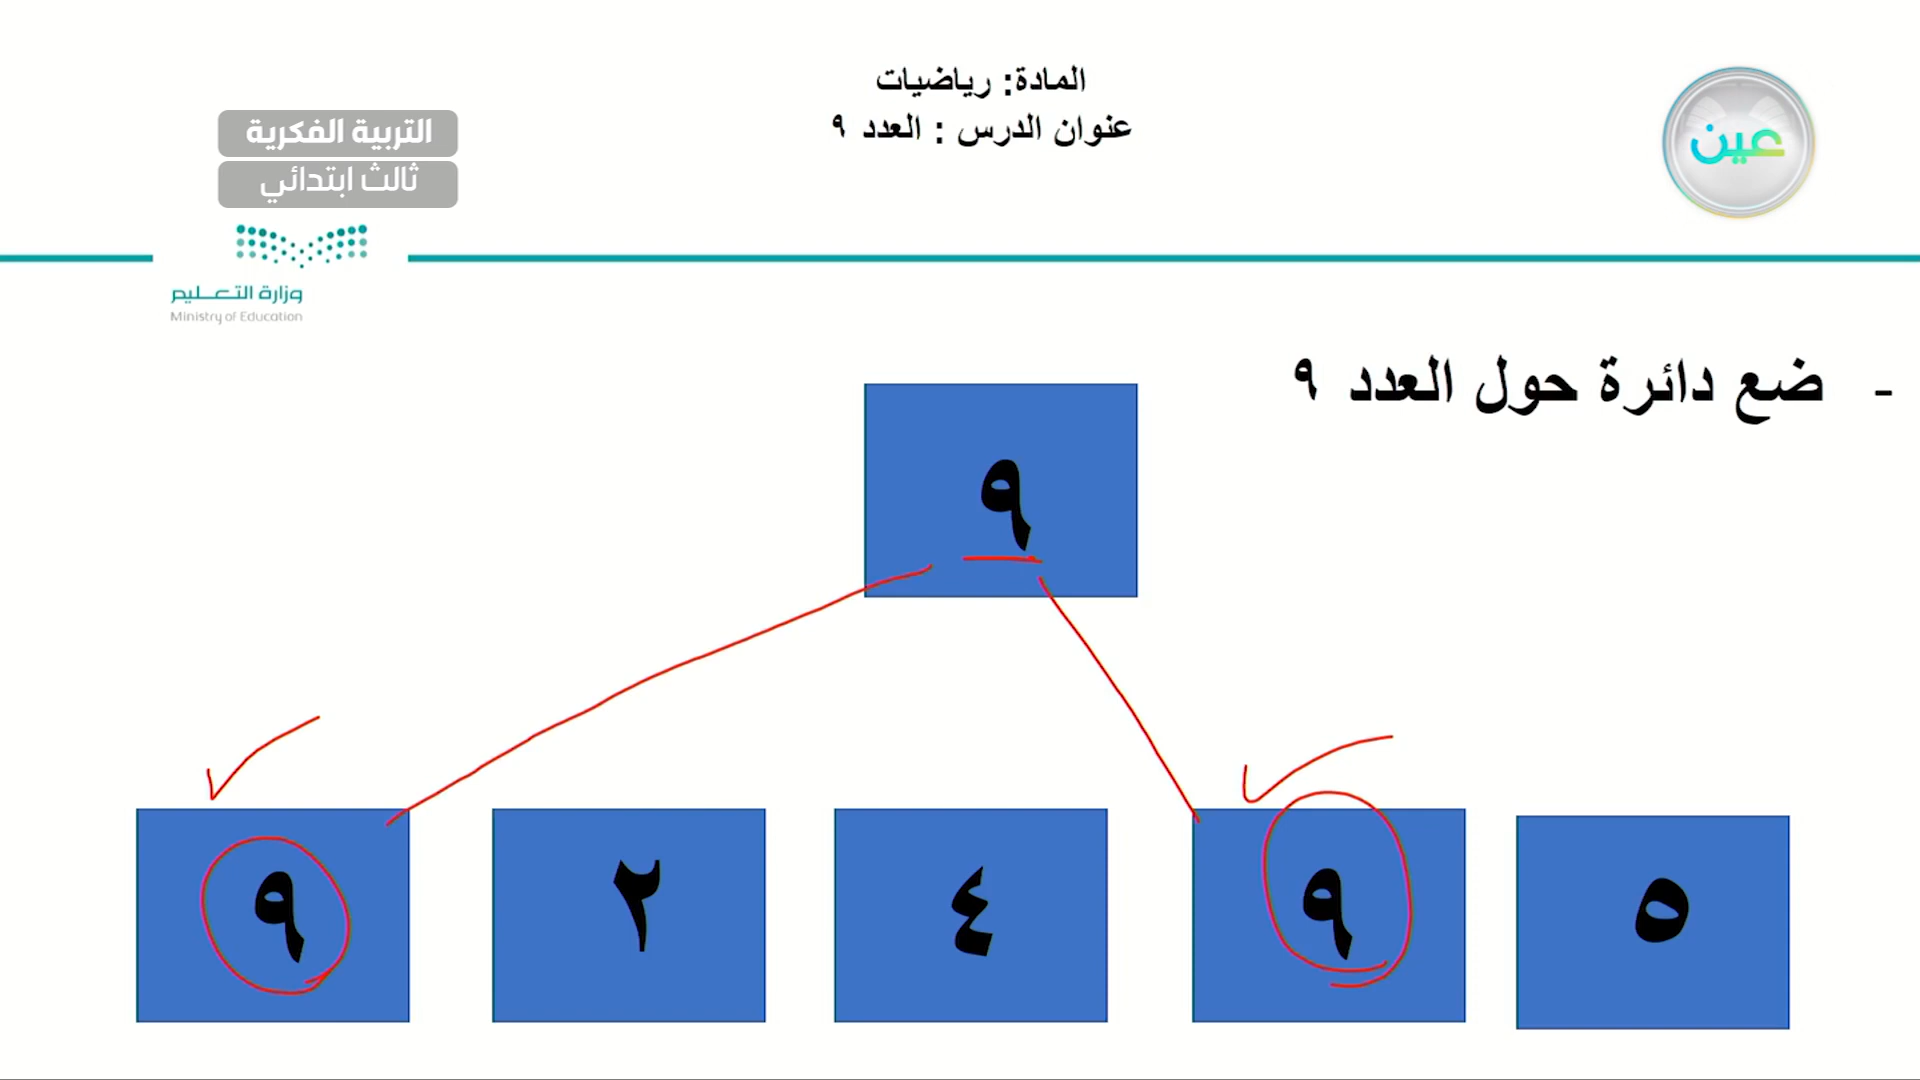 المادة: رياضيات
عنوان الدرس : العدد ٩
عين
التربية الفكرية
ثالث ابتدائي
وزارة التعليم
Ministry of Education
- ضع دائرة حول العدد ٩
٩
٥ ٩ ٤ ٢ ٩